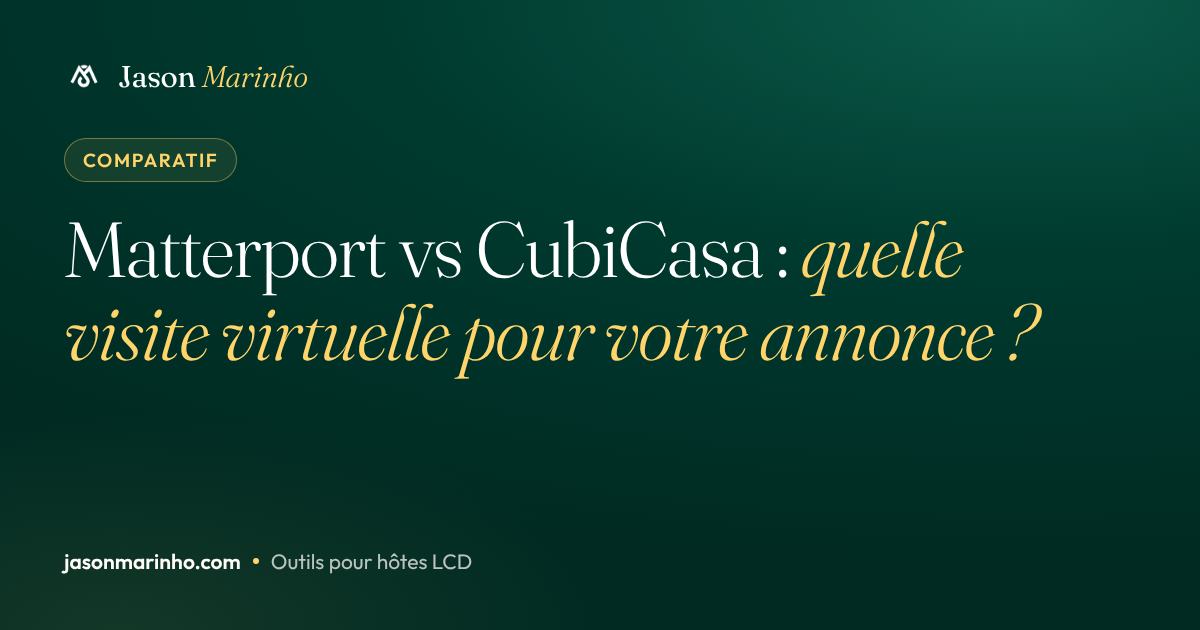 Jason Marinho
COMPARATIF
Matterport vs CubiCasa : quelle
visite virtuelle pour votre annonce ?
jasonmarinho.com • Outils pour hôtes LCD